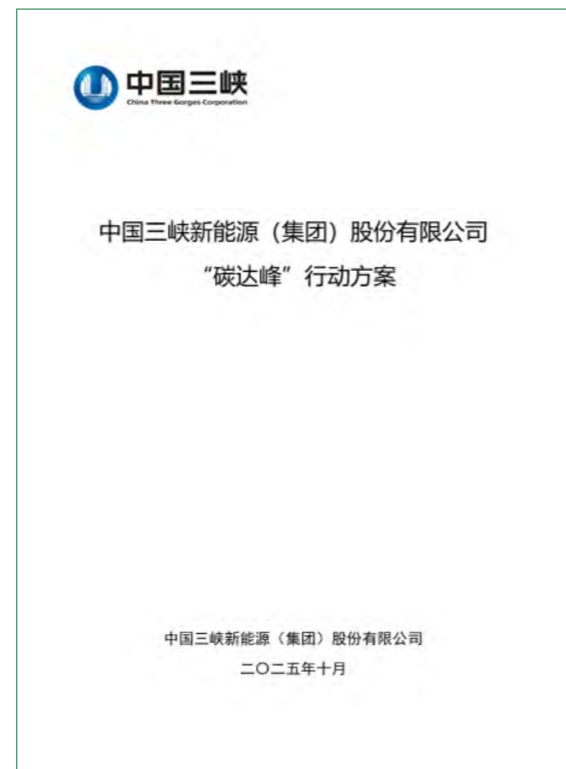 中国三峡
China Three Gorges Corporation
中国三峡新能源（集团）股份有限公司
“碳达峰”行动方案
中国三峡新能源（集团）股份有限公司
二〇二五年十月